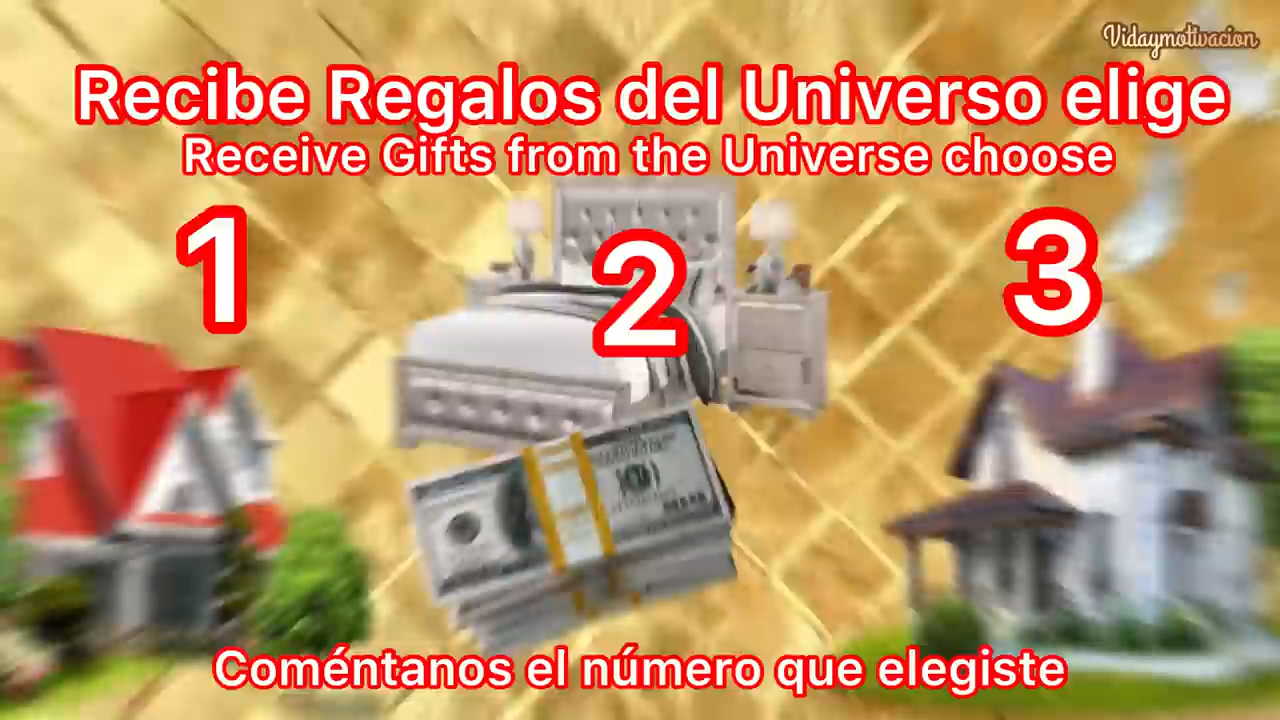 Vidaymotivacion
Recibe Regalos del Universo elige
Receive Gifts from the Universe choose
1 2 3
Coméntanos el número que elegiste